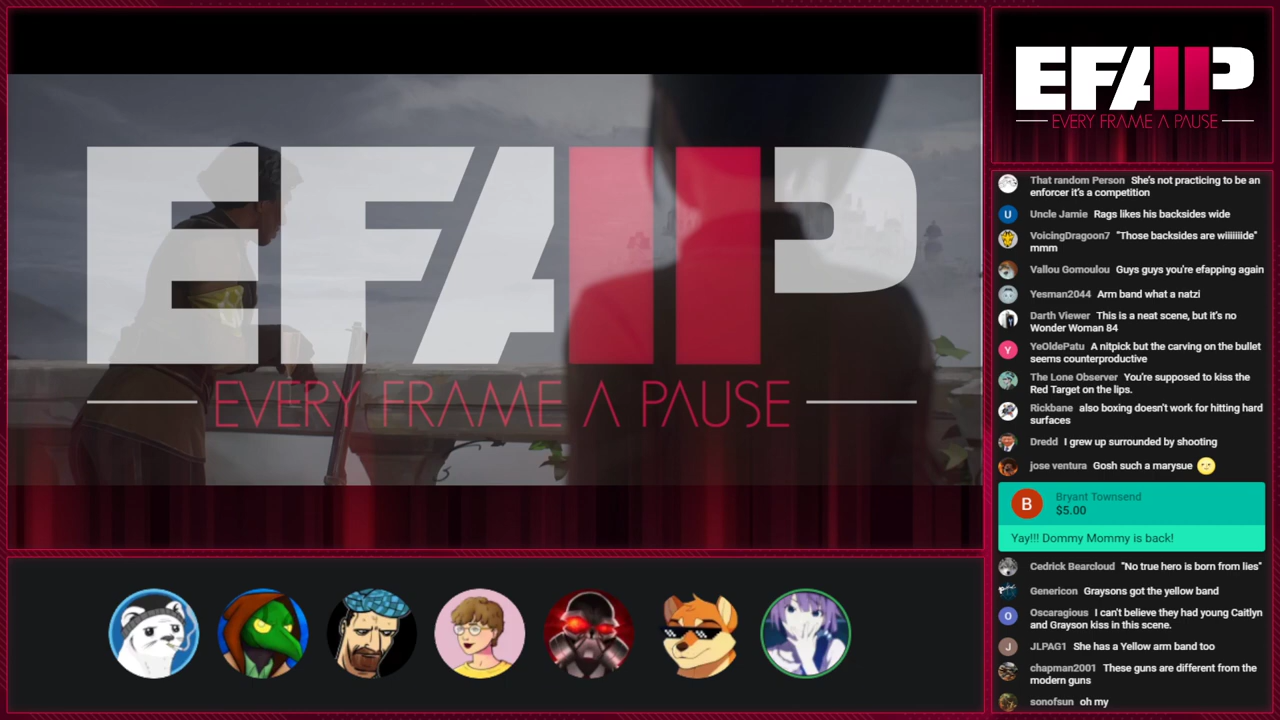 EFAP
EVERY FRAME A PAUSE
EFAP
EVERY FRAME A PAUSE
That random Person She's not practicing to be an
enforcer it's a competition
U
Uncle Jamie Rags likes his backsides wide
VoicingDragoon7 "Those backsides are wiiiiiiide"
mmm
Vallou Gomoulou Guys guys you're efapping again
Yesman2044 Arm band what a natzi
Darth Viewer This is a neat scene, but it's no
Wonder Woman 84
Y
YeOldePatu A nitpick but the carving on the bullet
seems counterproductive
The Lone Observer You're supposed to kiss the
Red Target on the lips.
Rickbane also boxing doesn't work for hitting hard
surfaces
Dredd I grew up surrounded by shooting
jose ventura Gosh such a marysue
B
Bryant Townsend
$5.00
Yay!!! Dommy Mommy is back!
Cedrick Bearcloud "No true hero is born from lies"
Genericon Graysons got the yellow band
O
Oscaragious I can't believe they had young Caitlyn
and Grayson kiss in this scene.
J
JLPAG1 She has a Yellow arm band too
chapman2001 These guns are different from the
modern guns
sonofsun oh my